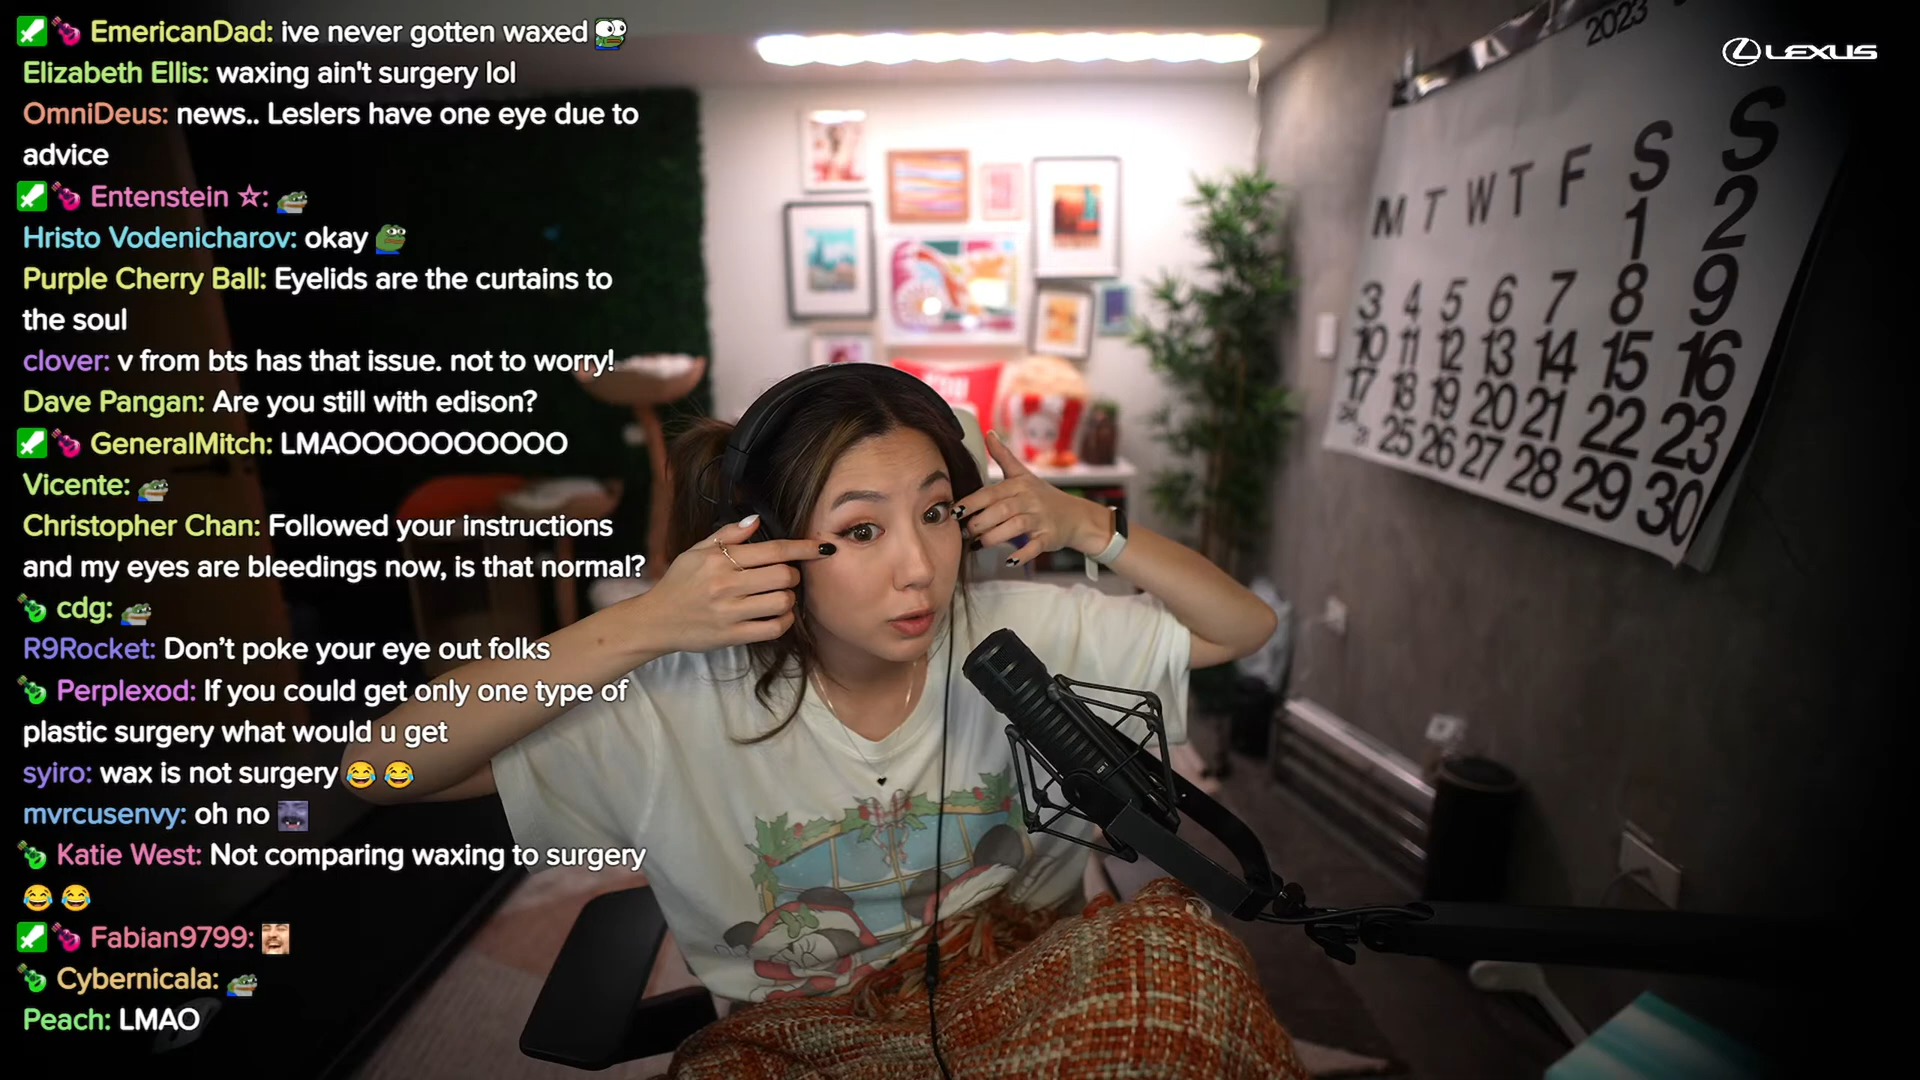 EmericanDad: ive never gotten waxed
Elizabeth Ellis: waxing ain't surgery lol
OmniDeus: news.. Leslers have one eye due to
advice
Entenstein ☆:
Hristo Vodenicharov: okay
Purple Cherry Ball: Eyelids are the curtains to
the soul
clover: v from bts has that issue. not to worry!
Dave Pangan: Are you still with edison?
GeneralMitch: LMAOOOOOOOOOO
Vicente:
Christopher Chan: Followed your instructions
and my eyes are bleedings now, is that normal?
cdg:
R9Rocket: Don’t poke your eye out folks
Perplexod: If you could get only one type of
plastic surgery what would u get
syiro: wax is not surgery 😂 😂
mvrcusenvy: oh no
Katie West: Not comparing waxing to surgery
😂 😂
Fabian9799:
Cybernicala:
Peach: LMAO
LEXUS
2023
M T W T F S S
1 2
3 4 5 6 7 8 9
10 11 12 13 14 15 16
17 18 19 20 21 22 23
24 25 26 27 28 29 30
31